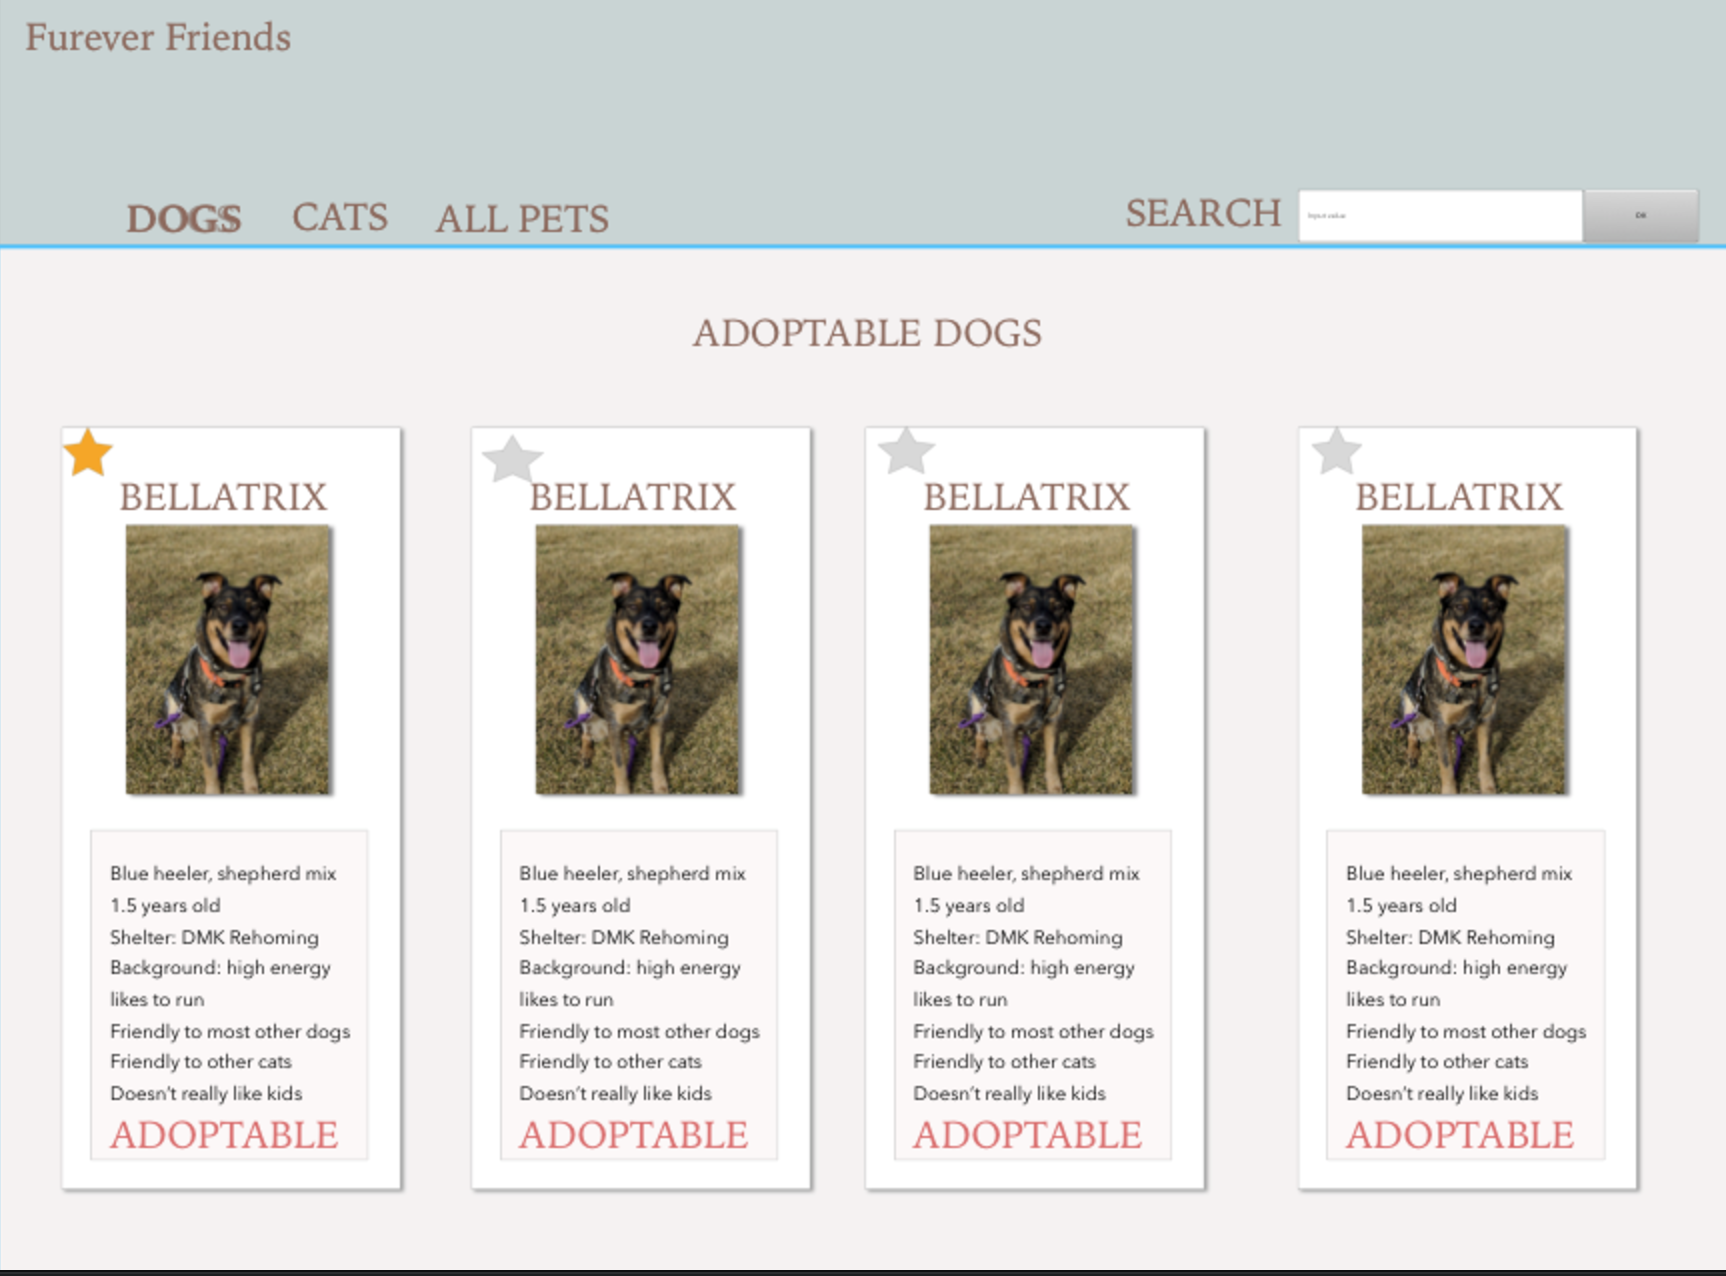 Furever Friends
DOGS CATS ALL PETS SEARCH Input value OK
ADOPTABLE DOGS
BELLATRIX
Blue heeler, shepherd mix
1.5 years old
Shelter: DMK Rehoming
Background: high energy
likes to run
Friendly to most other dogs
Friendly to other cats
Doesn't really like kids
ADOPTABLE
BELLATRIX
Blue heeler, shepherd mix
1.5 years old
Shelter: DMK Rehoming
Background: high energy
likes to run
Friendly to most other dogs
Friendly to other cats
Doesn't really like kids
ADOPTABLE
BELLATRIX
Blue heeler, shepherd mix
1.5 years old
Shelter: DMK Rehoming
Background: high energy
likes to run
Friendly to most other dogs
Friendly to other cats
Doesn't really like kids
ADOPTABLE
BELLATRIX
Blue heeler, shepherd mix
1.5 years old
Shelter: DMK Rehoming
Background: high energy
likes to run
Friendly to most other dogs
Friendly to other cats
Doesn't really like kids
ADOPTABLE